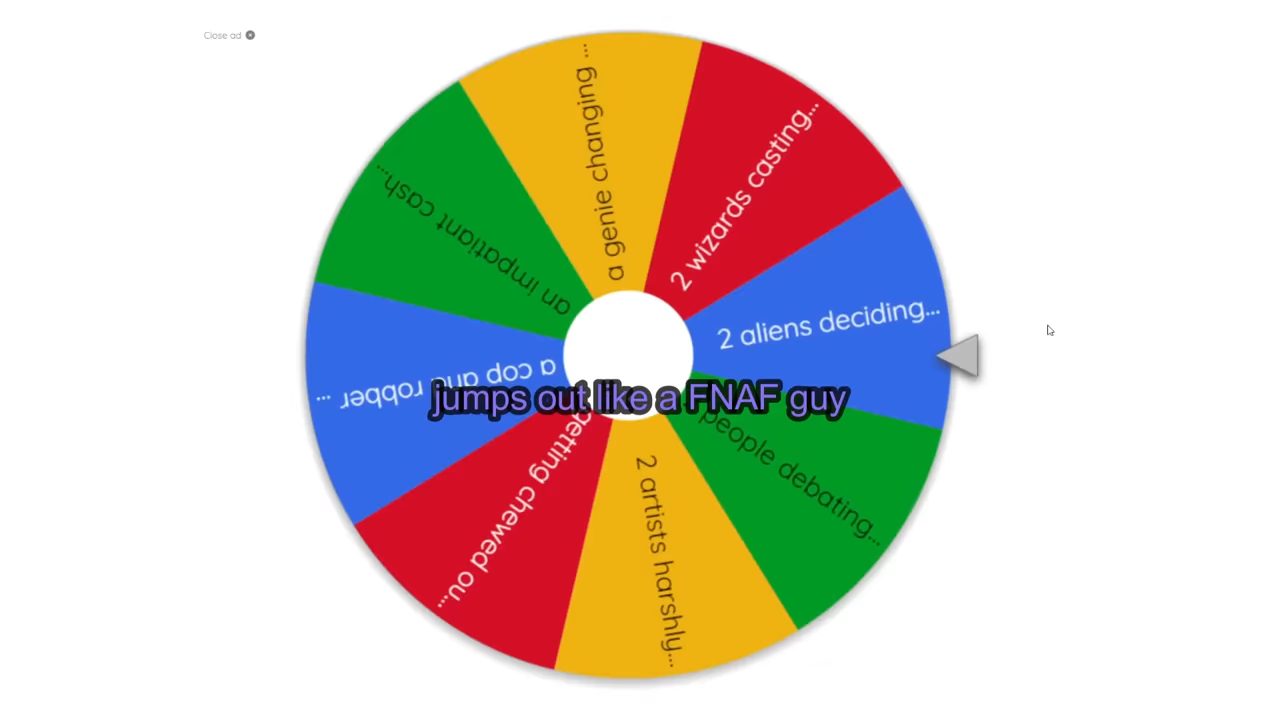 Close ad
a genie changing ...
2 wizards casting...
2 aliens deciding...
people debating...
2 artists harshly...
getting chewed ou...
a cop and robber ...
an impatiant cash...
jumps out like a FNAF guy